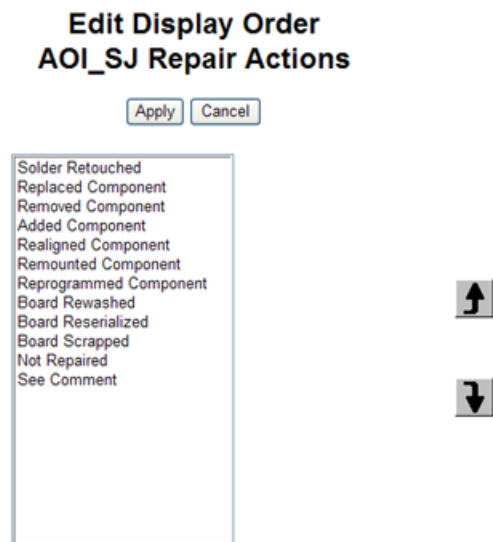 Edit Display Order
AOI_SJ Repair Actions
Apply Cancel
Solder Retouched
Replaced Component
Removed Component
Added Component
Realigned Component
Remounted Component
Reprogrammed Component
Board Rewashed
Board Reserialized
Board Scrapped
Not Repaired
See Comment